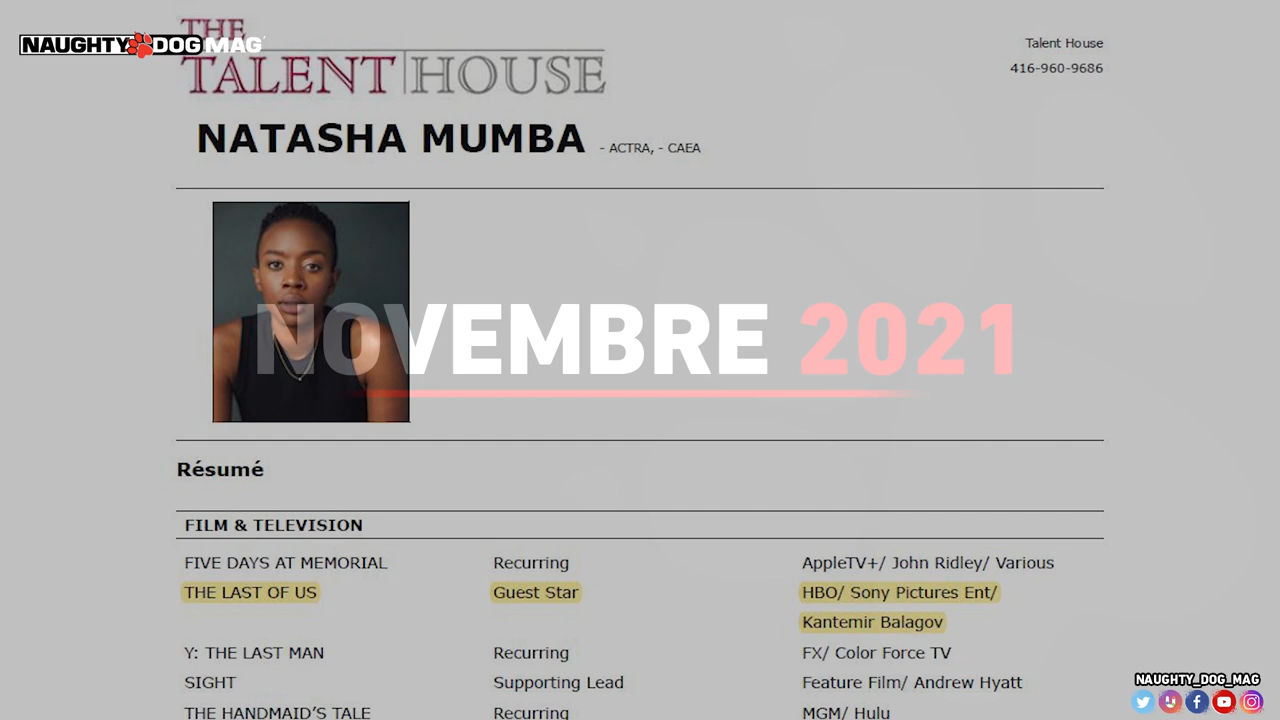 NAUGHTY DOG MAG
THE
TALENT HOUSE
Talent House
416-960-9686
NATASHA MUMBA - ACTRA, - CAEA
NOVEMBRE 2021
Résumé
FILM & TELEVISION
FIVE DAYS AT MEMORIAL Recurring AppleTV+/ John Ridley/ Various
THE LAST OF US Guest Star HBO/ Sony Pictures Ent/
Kantemir Balagov
Y: THE LAST MAN Recurring FX/ Color Force TV
SIGHT Supporting Lead Feature Film/ Andrew Hyatt
THE HANDMAID'S TALE Recurring MGM/ Hulu
NAUGHTY_DOG_MAG